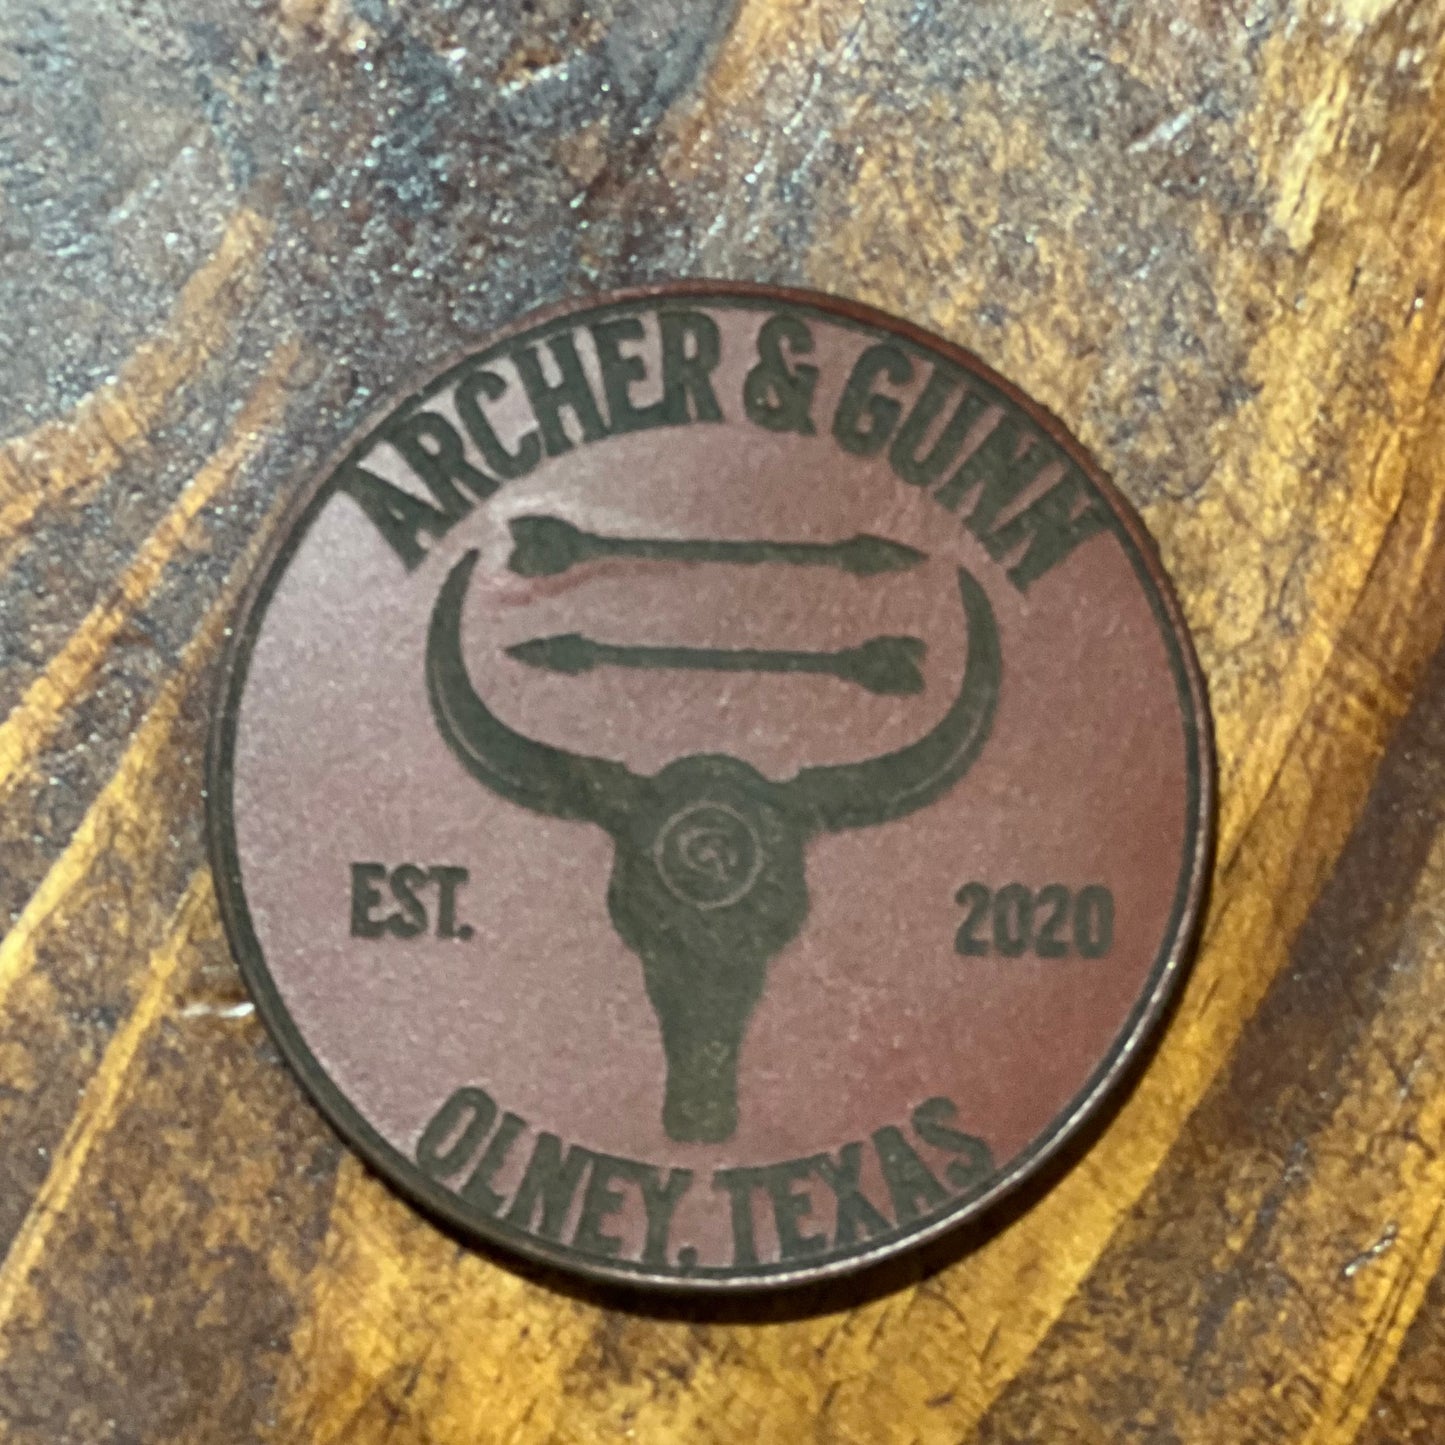 ARCHER & GUNN
EST. 2020
OLNEY, TEXAS